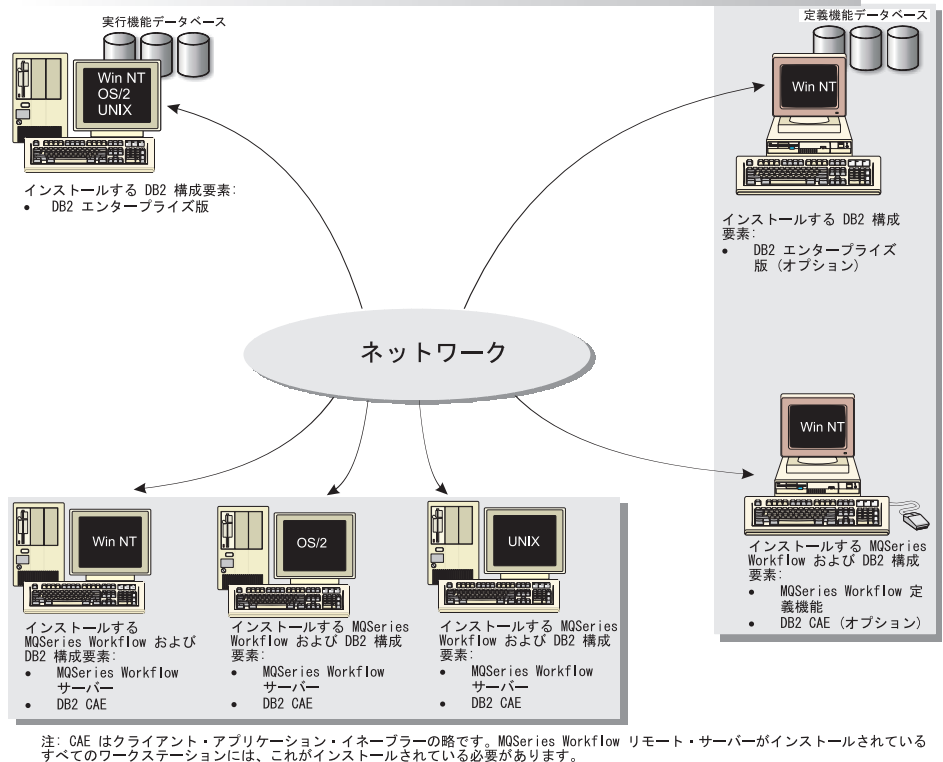 実行機能データベース
Win NT
OS/2
UNIX
インストールする DB2 構成要素:
• DB2 エンタープライズ版
定義機能データベース
Win NT
インストールする DB2 構成
要素:
• DB2 エンタープライズ
版 (オプション)
ネットワーク
Win NT
インストールする MQSeries
Workflow および DB2 構成
要素:
• MQSeries Workflow 定
義機能
• DB2 CAE (オプション)
Win NT
インストールする
MQSeries Workflow および
DB2 構成要素:
• MQSeries Workflow
サーバー
• DB2 CAE
OS/2
インストールする MQSeries
Workflow および DB2 構成
要素:
• MQSeries Workflow
サーバー
• DB2 CAE
UNIX
インストールする MQSeries
Workflow および DB2 構成
要素:
• MQSeries Workflow
サーバー
• DB2 CAE
注: CAE はクライアント・アプリケーション・イネーブラーの略です。MQSeries Workflow リモート・サーバーがインストールされている
すべてのワークステーションには、これがインストールされている必要があります。